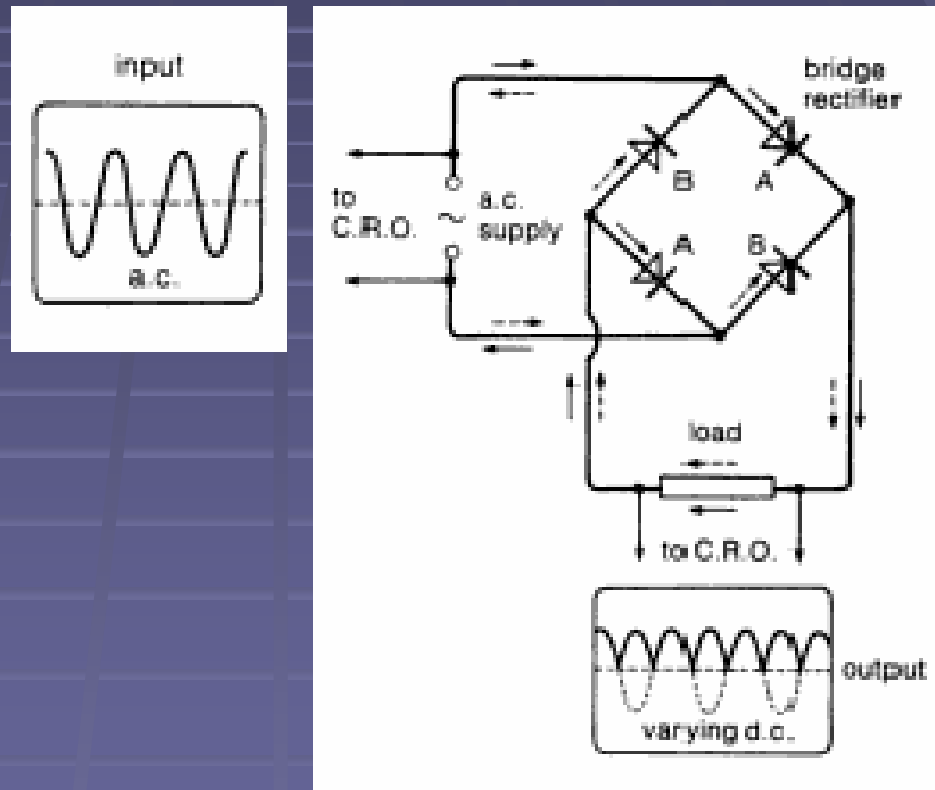 input
a.c.
bridge
rectifier
B
A
to
C.R.O.
~
a.c.
supply
A
B
load
to C.R.O.
output
varying d.c.